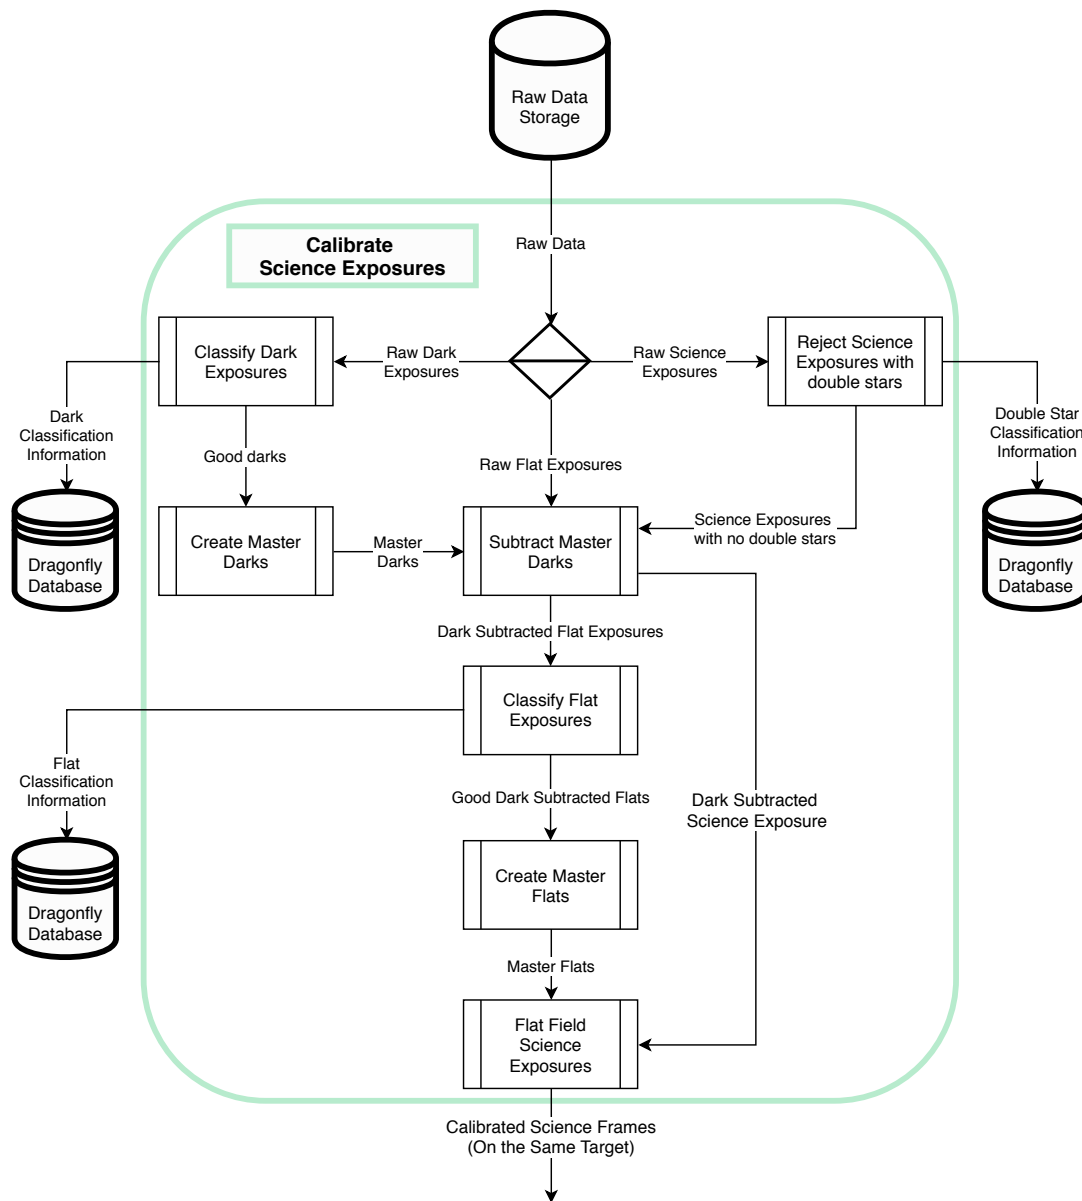 Raw Data
Storage
Calibrate
Science Exposures
Raw Data
Classify Dark
Exposures
Raw Dark
Exposures
Raw Science
Exposures
Reject Science
Exposures with
double stars
Dark
Classification
Information
Good darks
Raw Flat Exposures
Double Star
Classification
Information
Dragonfly
Database
Create Master
Darks
Master
Darks
Subtract Master
Darks
Science Exposures
with no double stars
Dragonfly
Database
Dark Subtracted Flat Exposures
Classify Flat
Exposures
Flat
Classification
Information
Good Dark Subtracted Flats
Dark Subtracted
Science Exposure
Dragonfly
Database
Create Master
Flats
Master Flats
Flat Field
Science
Exposures
Calibrated Science Frames
(On the Same Target)